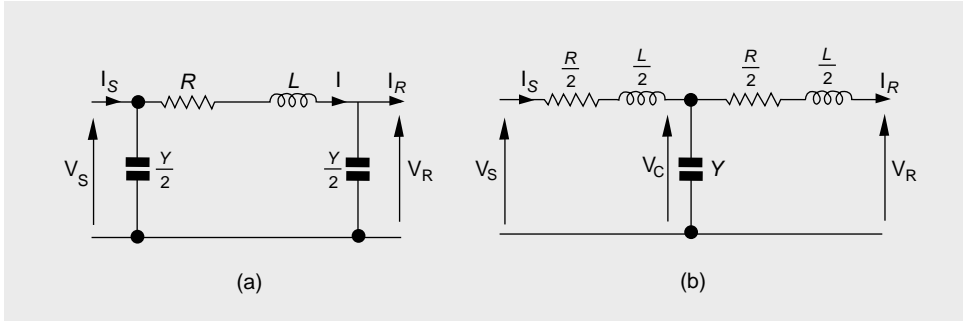 I_S R L I I_R
V_S Y/2 Y/2 V_R
(a)
I_S R/2 L/2 R/2 L/2 I_R
V_S V_C Y V_R
(b)